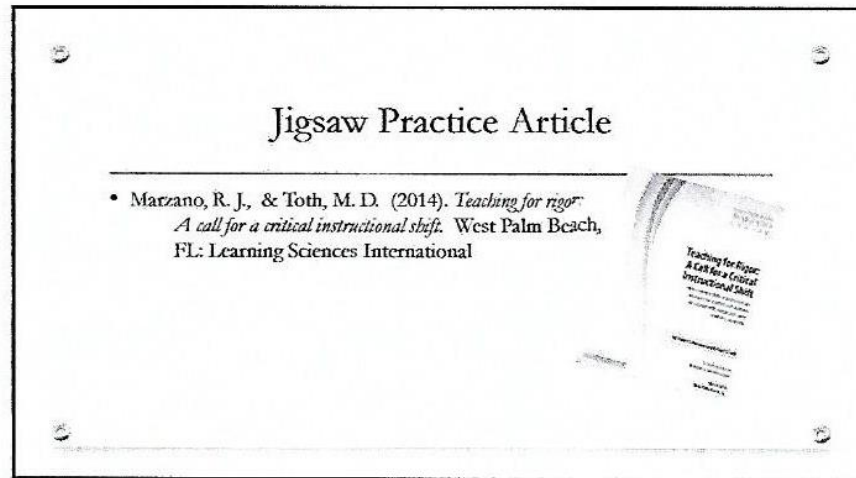 Jigsaw Practice Article
• Marzano, R. J., & Toth, M. D. (2014). Teaching for rigor:
A call for a critical instructional shift. West Palm Beach,
FL: Learning Sciences International
Teaching for Rigor:
A Call for a Critical
Instructional Shift